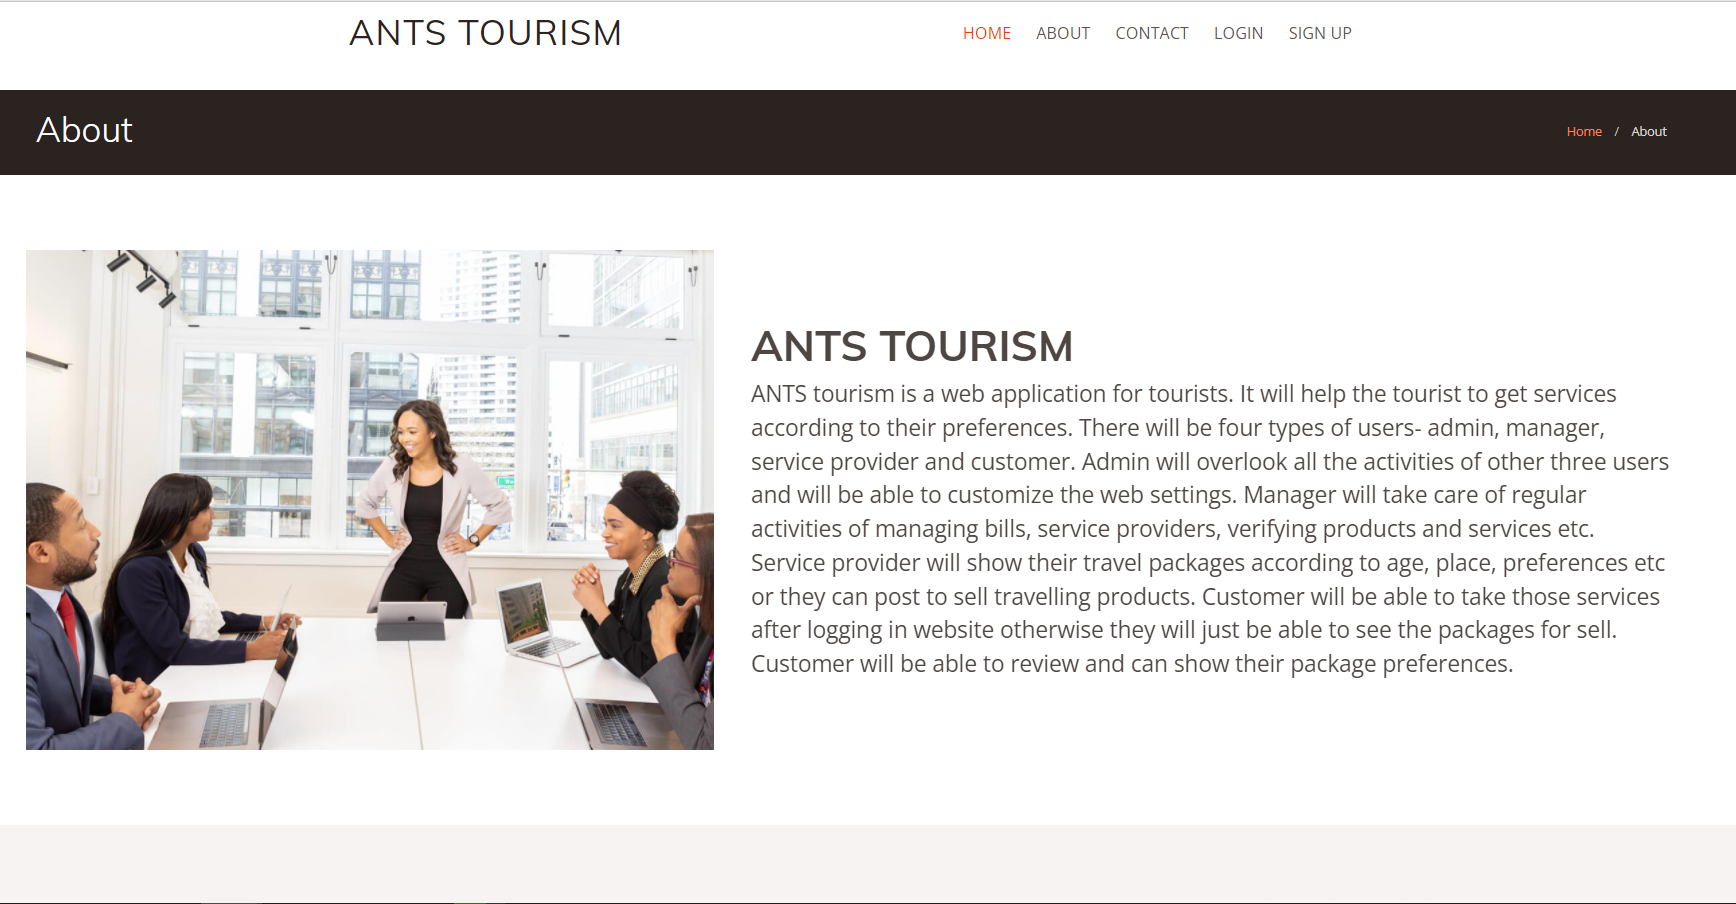 ANTS TOURISM
HOME ABOUT CONTACT LOGIN SIGN UP
About
Home / About
ANTS TOURISM
ANTS tourism is a web application for tourists. It will help the tourist to get services
according to their preferences. There will be four types of users- admin, manager,
service provider and customer. Admin will overlook all the activities of other three users
and will be able to customize the web settings. Manager will take care of regular
activities of managing bills, service providers, verifying products and services etc.
Service provider will show their travel packages according to age, place, preferences etc
or they can post to sell travelling products. Customer will be able to take those services
after logging in website otherwise they will just be able to see the packages for sell.
Customer will be able to review and can show their package preferences.